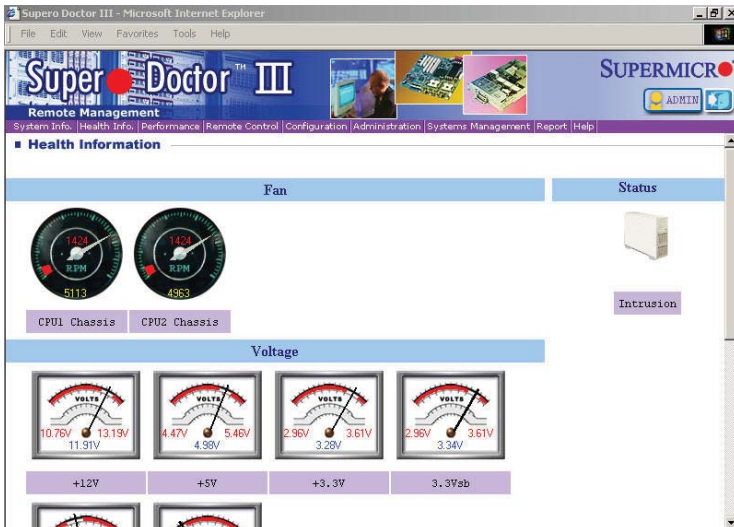 Supero Doctor III - Microsoft Internet Explorer
File Edit View Favorites Tools Help
Super Doctor™ III
SUPERMICR
Remote Management
ADMIN
System Info. Health Info. Performance Remote Control Configuration Administration Systems Management Report Help
Health Information
Fan
Status
1424
RPM
5113
1424
RPM
4963
CPU1 Chassis
CPU2 Chassis
Intrusion
Voltage
VOLTS
10.76V 13.19V
11.91V
VOLTS
4.47V 5.46V
4.98V
VOLTS
2.96V 3.61V
3.28V
VOLTS
2.96V 3.61V
3.34V
+12V
+5V
+3.3V
3.3Vsb